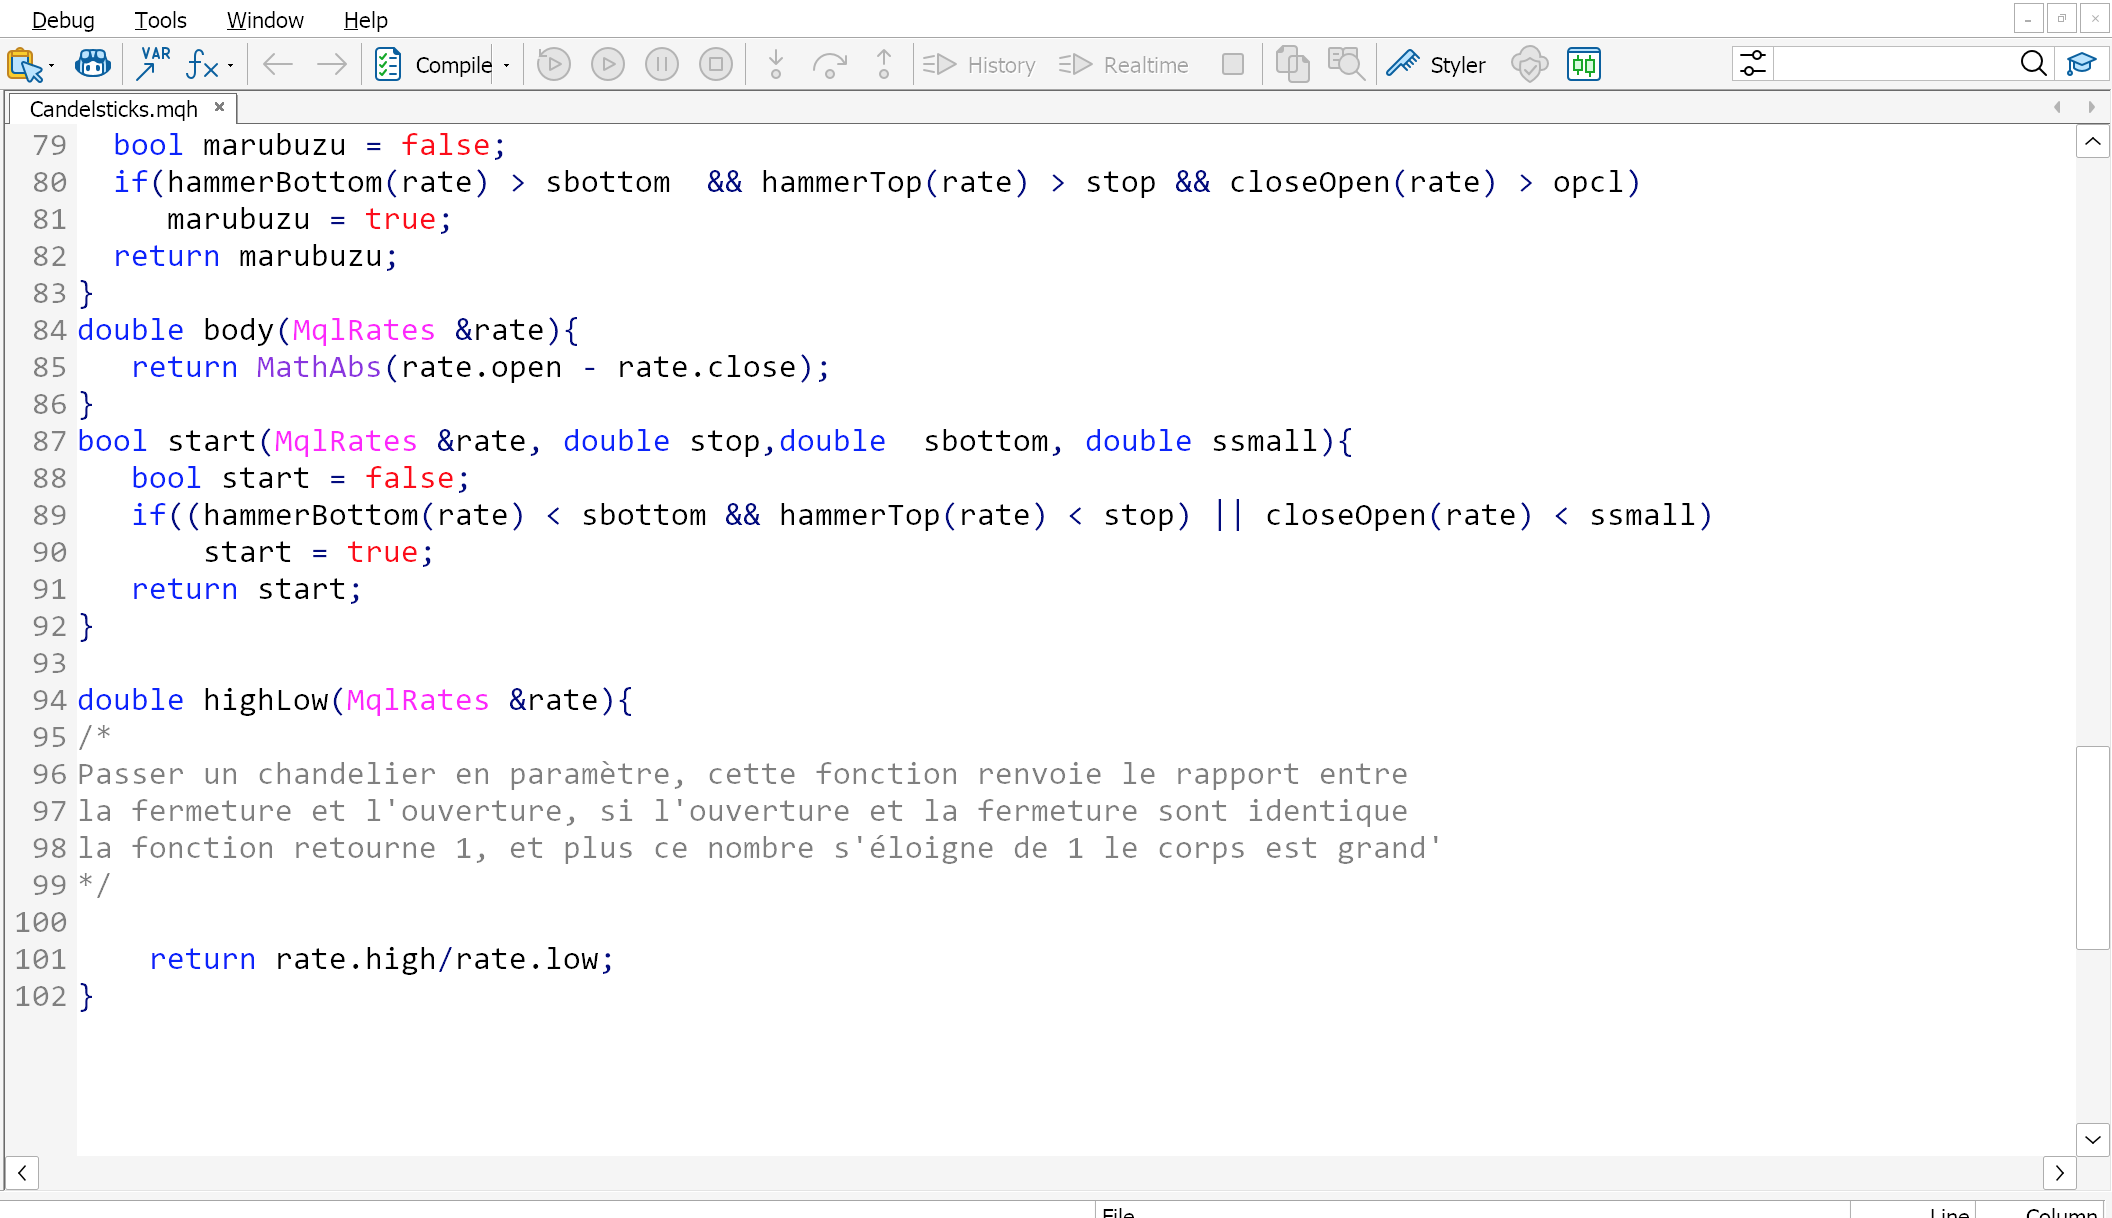 Debug Tools Window Help
VAR fx Compile History Realtime Styler
Candelsticks.mqh ×
79 bool marubuzu = false;
80 if(hammerBottom(rate) > sbottom  && hammerTop(rate) > stop && closeOpen(rate) > opcl)
81 marubuzu = true;
82 return marubuzu;
83 }
84 double body(MqlRates &rate){
85 return MathAbs(rate.open - rate.close);
86 }
87 bool start(MqlRates &rate, double stop,double  sbottom, double ssmall){
88 bool start = false;
89 if((hammerBottom(rate) < sbottom && hammerTop(rate) < stop) || closeOpen(rate) < ssmall)
90 start = true;
91 return start;
92 }
93
94 double highLow(MqlRates &rate){
95 /*
96 Passer un chandelier en paramètre, cette fonction renvoie le rapport entre
97 la fermeture et l'ouverture, si l'ouverture et la fermeture sont identique
98 la fonction retourne 1, et plus ce nombre s'éloigne de 1 le corps est grand'
99 */
100
101 return rate.high/rate.low;
102 }
File Line Column